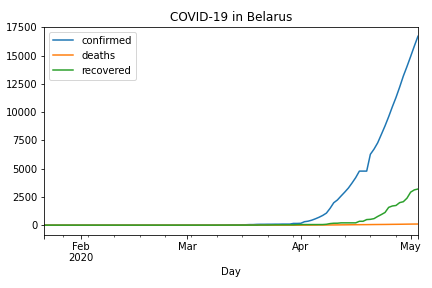 COVID-19 in Belarus
17500
15000
12500
10000
7500
5000
2500
0
confirmed
deaths
recovered
Feb
2020
Mar
Apr
May
Day